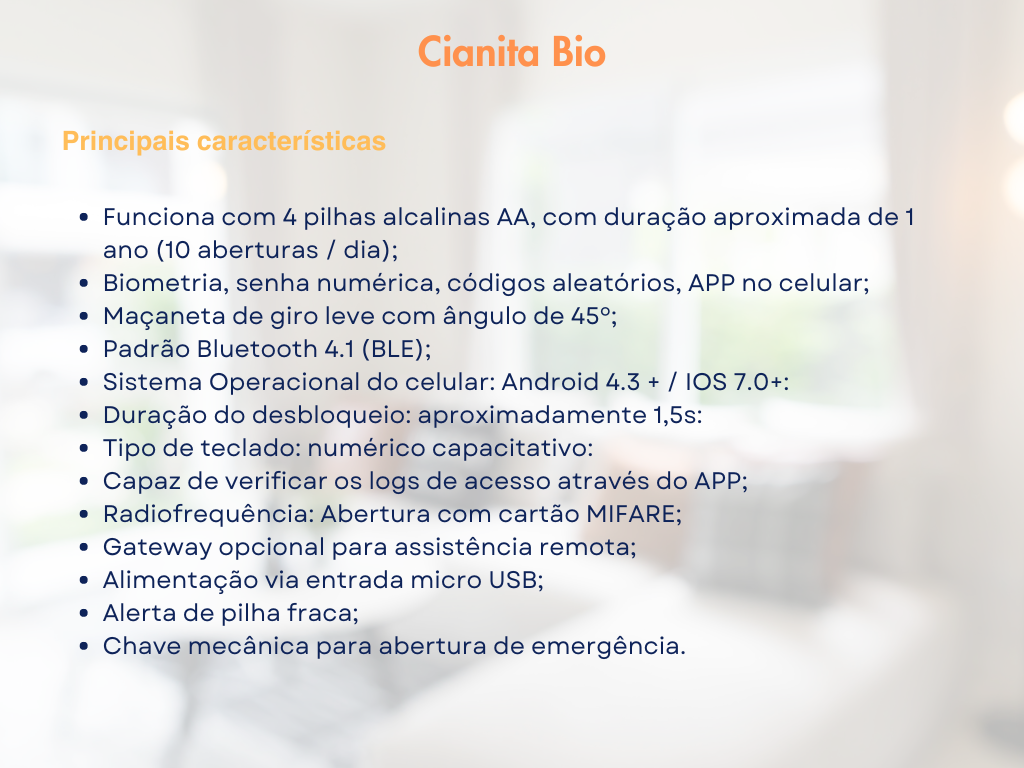 Cianita Bio
Principais características
• Funciona com 4 pilhas alcalinas AA, com duração aproximada de 1
ano (10 aberturas / dia);
• Biometria, senha numérica, códigos aleatórios, APP no celular;
• Maçaneta de giro leve com ângulo de 45º;
• Padrão Bluetooth 4.1 (BLE);
• Sistema Operacional do celular: Android 4.3 + / IOS 7.0+:
• Duração do desbloqueio: aproximadamente 1,5s:
• Tipo de teclado: numérico capacitativo:
• Capaz de verificar os logs de acesso através do APP;
• Radiofrequência: Abertura com cartão MIFARE;
• Gateway opcional para assistência remota;
• Alimentação via entrada micro USB;
• Alerta de pilha fraca;
• Chave mecânica para abertura de emergência.